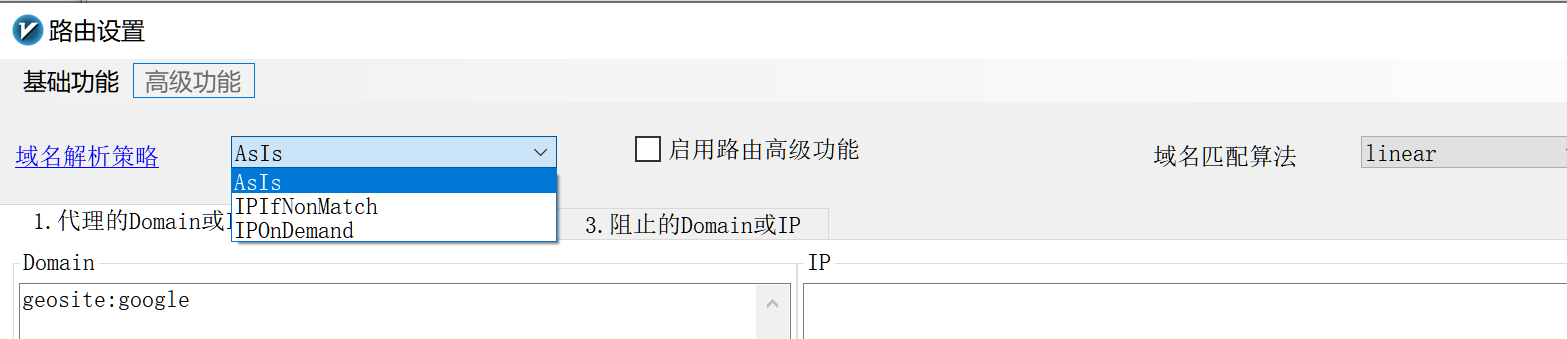 路由设置
基础功能 高级功能
域名解析策略 AsIs 启用路由高级功能 域名匹配算法 linear
AsIs
IPIfNonMatch
IPOnDemand
1.代理的Domain或I 3.阻止的Domain或IP
Domain IP
geosite:google